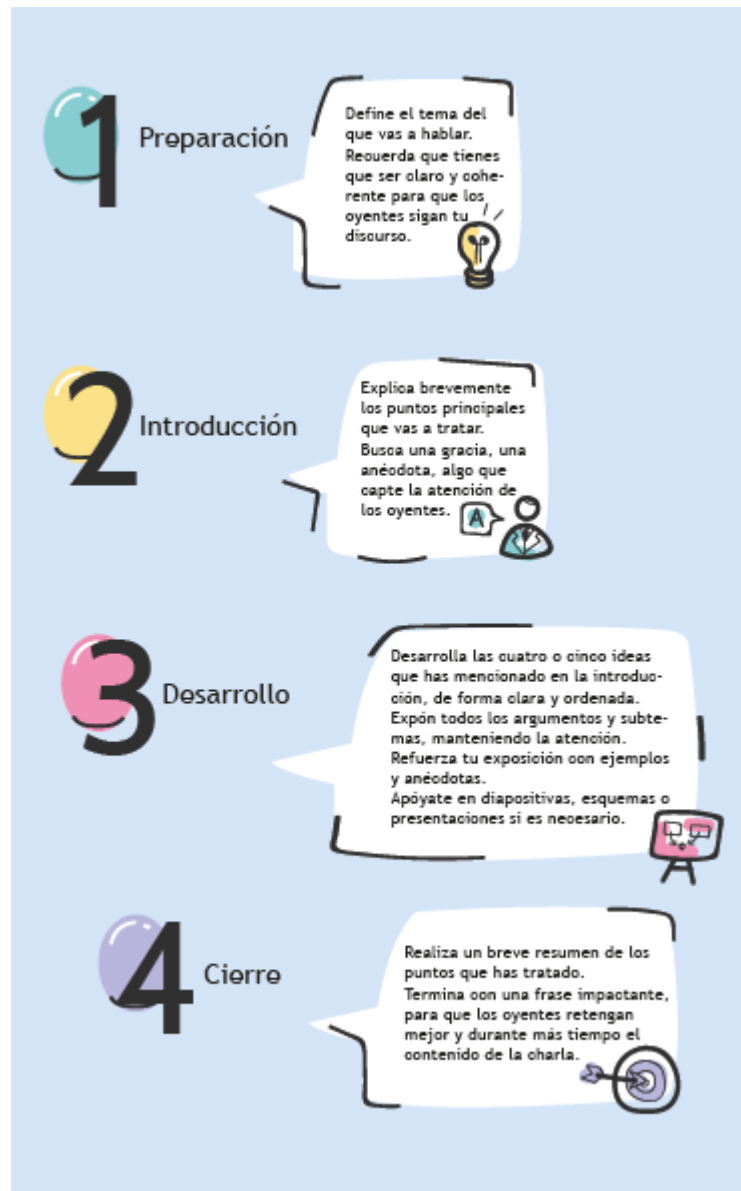 1
Preparación
Define el tema del
que vas a hablar.
Recuerda que tienes
que ser claro y cohe-
rente para que los
oyentes sigan tu
discurso.
2
Introducción
Explica brevemente
los puntos principales
que vas a tratar.
Busca una gracia, una
anécdota, algo que
capte la atención de
los oyentes.
A
3
Desarrollo
Desarrolla las cuatro o cinco ideas
que has mencionado en la introduc-
ción, de forma clara y ordenada.
Expón todos los argumentos y subte-
mas, manteniendo la atención.
Refuerza tu exposición con ejemplos
y anécdotas.
Apóyate en diapositivas, esquemas o
presentaciones si es necesario.
4
Cierre
Realiza un breve resumen de los
puntos que has tratado.
Termina con una frase impactante,
para que los oyentes retengan
mejor y durante más tiempo el
contenido de la charla.